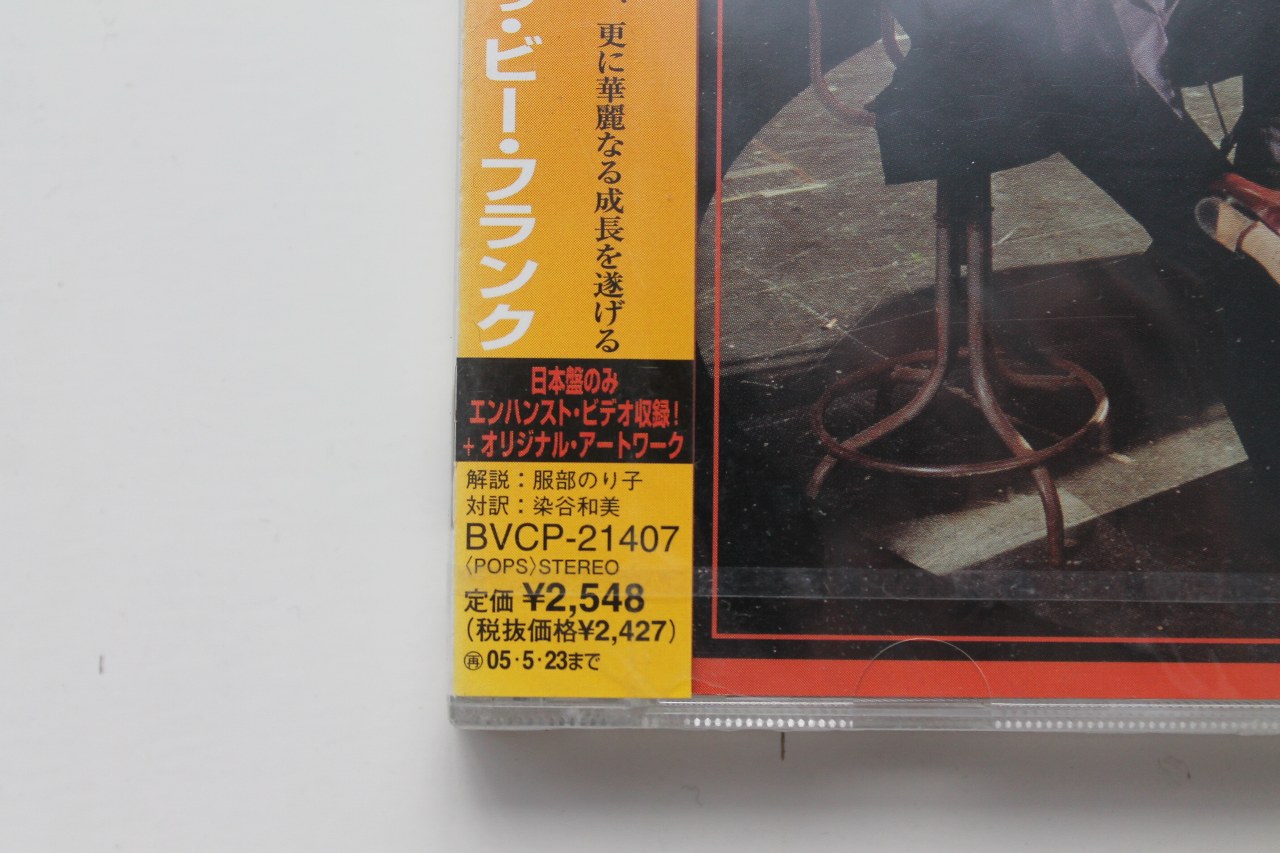 更に華麗なる成長を遂げる
・ビー・フランク
日本盤のみ
エンハンスト・ビデオ収録!
+ オリジナル・アートワーク
解説：服部のり子
対訳：染谷和美
BVCP-21407
〈POPS〉STEREO
定価 ¥2,548
(税抜価格¥2,427)
㊢05・5・23まで